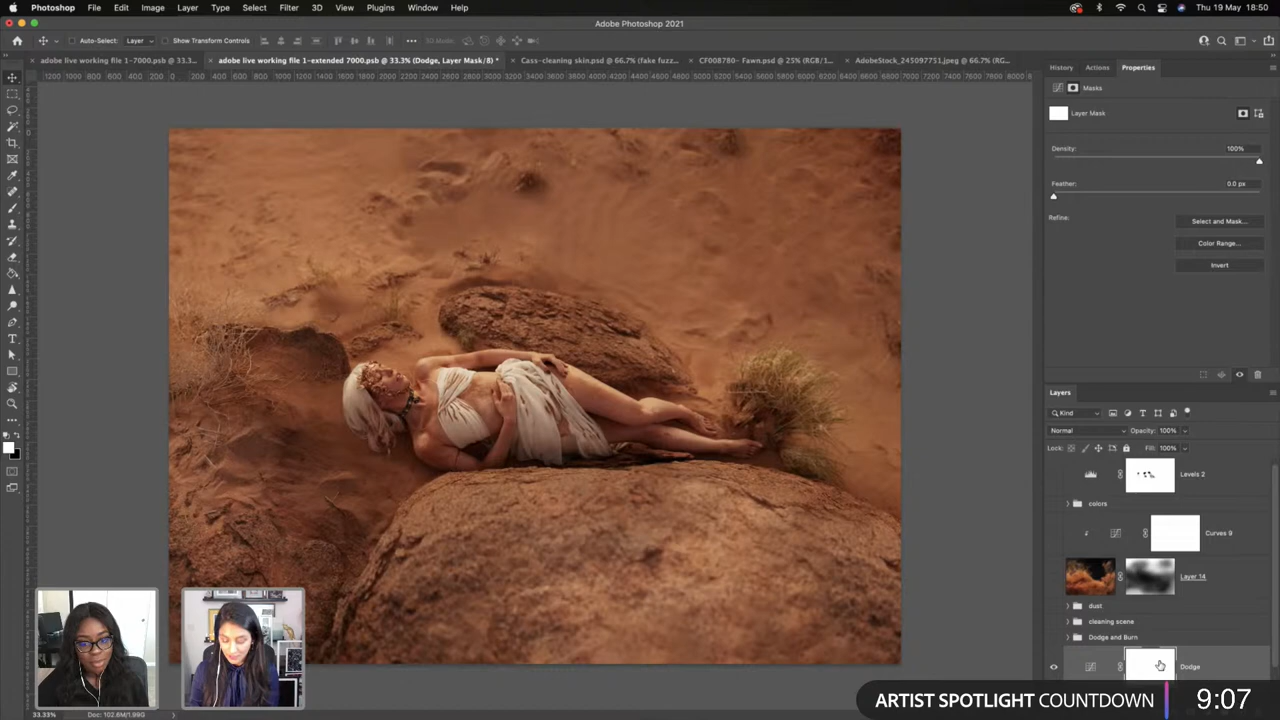 Photoshop File Edit Image Layer Type Select Filter 3D View Plugins Window Help Thu 19 May 18:50
Adobe Photoshop 2021
Auto-Select: Layer Show Transform Controls
adobe live working file 1-7000.psb @ 33.3...
adobe live working file 1-extended 7000.psb @ 33.3% (Dodge, Layer Mask/8) *
Cass-cleaning skin.psd @ 66.7% (fake fuzz...
CF008780- Fawn.psd @ 25% (RGB/1...
AdobeStock_245097751.jpeg @ 66.7% (RG...
History Actions Properties
Masks
Layer Mask
Density: 100%
Feather: 0.0 px
Refine: Select and Mask...
Color Range...
Invert
Layers
Kind
Normal Opacity: 100%
Lock: Fill: 100%
Levels 2
colors
Curves 9
Layer 14
dust
cleaning scene
Dodge and Burn
Dodge
33.33% Doc: 102.6M/1.99G
ARTIST SPOTLIGHT COUNTDOWN 9:07